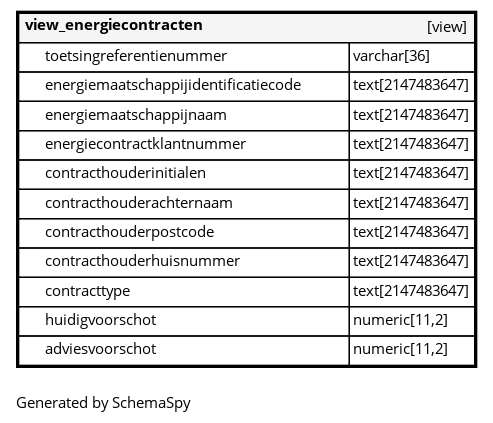 view_energiecontracten [view]
toetsingreferentienummer varchar[36]
energiemaatschappijidentificatiecode text[2147483647]
energiemaatschappijnaam text[2147483647]
energiecontractklantnummer text[2147483647]
contracthouderinitialen text[2147483647]
contracthouderachternaam text[2147483647]
contracthouderpostcode text[2147483647]
contracthouderhuisnummer text[2147483647]
contracttype text[2147483647]
huidigvoorschot numeric[11,2]
adviesvoorschot numeric[11,2]
Generated by SchemaSpy